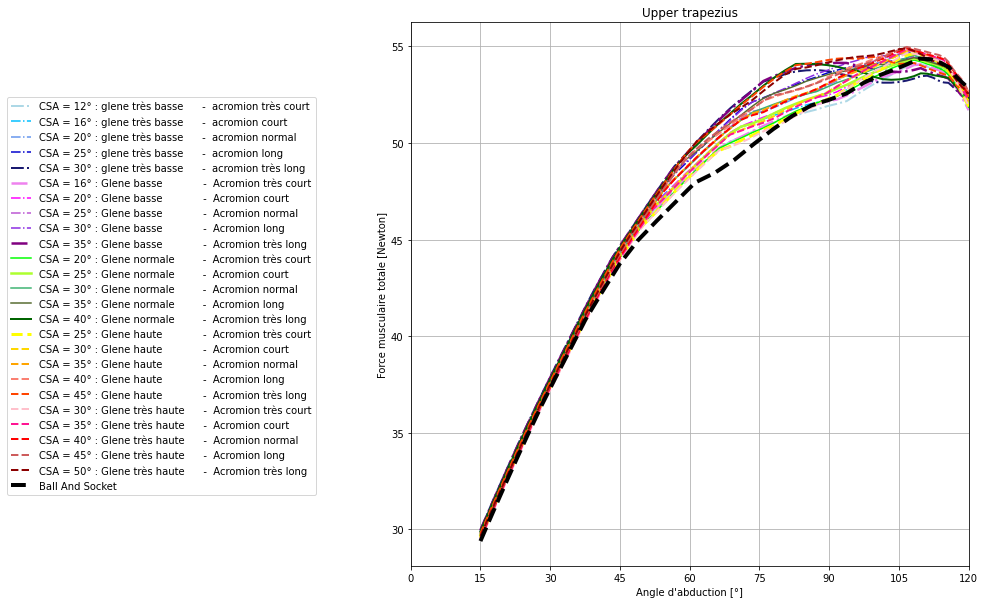 Upper trapezius
CSA = 12° : glene très basse - acromion très court
CSA = 16° : glene très basse - acromion court
CSA = 20° : glene très basse - acromion normal
CSA = 25° : glene très basse - acromion long
CSA = 30° : glene très basse - acromion très long
CSA = 16° : Glene basse - Acromion très court
CSA = 20° : Glene basse - Acromion court
CSA = 25° : Glene basse - Acromion normal
CSA = 30° : Glene basse - Acromion long
CSA = 35° : Glene basse - Acromion très long
CSA = 20° : Glene normale - Acromion très court
CSA = 25° : Glene normale - Acromion court
CSA = 30° : Glene normale - Acromion normal
CSA = 35° : Glene normale - Acromion long
CSA = 40° : Glene normale - Acromion très long
CSA = 25° : Glene haute - Acromion très court
CSA = 30° : Glene haute - Acromion court
CSA = 35° : Glene haute - Acromion normal
CSA = 40° : Glene haute - Acromion long
CSA = 45° : Glene haute - Acromion très long
CSA = 30° : Glene très haute - Acromion très court
CSA = 35° : Glene très haute - Acromion court
CSA = 40° : Glene très haute - Acromion normal
CSA = 45° : Glene très haute - Acromion long
CSA = 50° : Glene très haute - Acromion très long
Ball And Socket
Force musculaire totale [Newton]
55
50
45
40
35
30
0 15 30 45 60 75 90 105 120
Angle d'abduction [°]